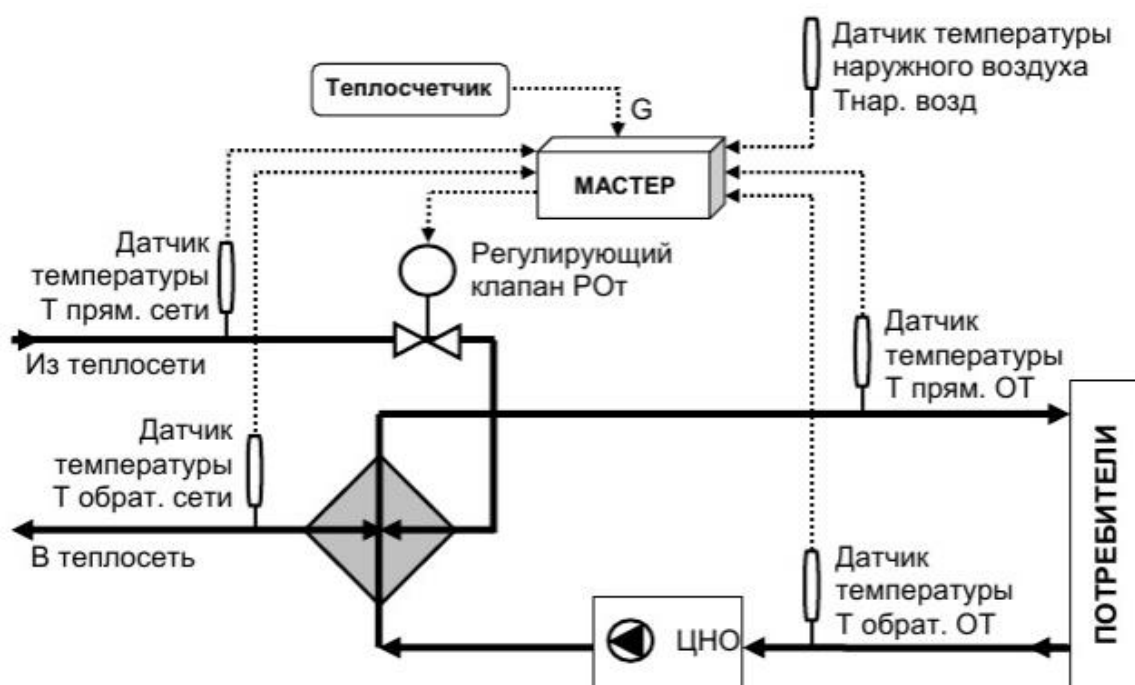 Датчик температуры
наружного воздуха
Тнар. возд
Теплосчетчик
G
МАСТЕР
Датчик
температуры
Т прям. сети
Регулирующий
клапан РОт
Датчик
температуры
Т прям. ОТ
Из теплосети
Датчик
температуры
Т обрат. сети
В теплосеть
ПОТРЕБИТЕЛИ
Датчик
температуры
Т обрат. ОТ
ЦНО